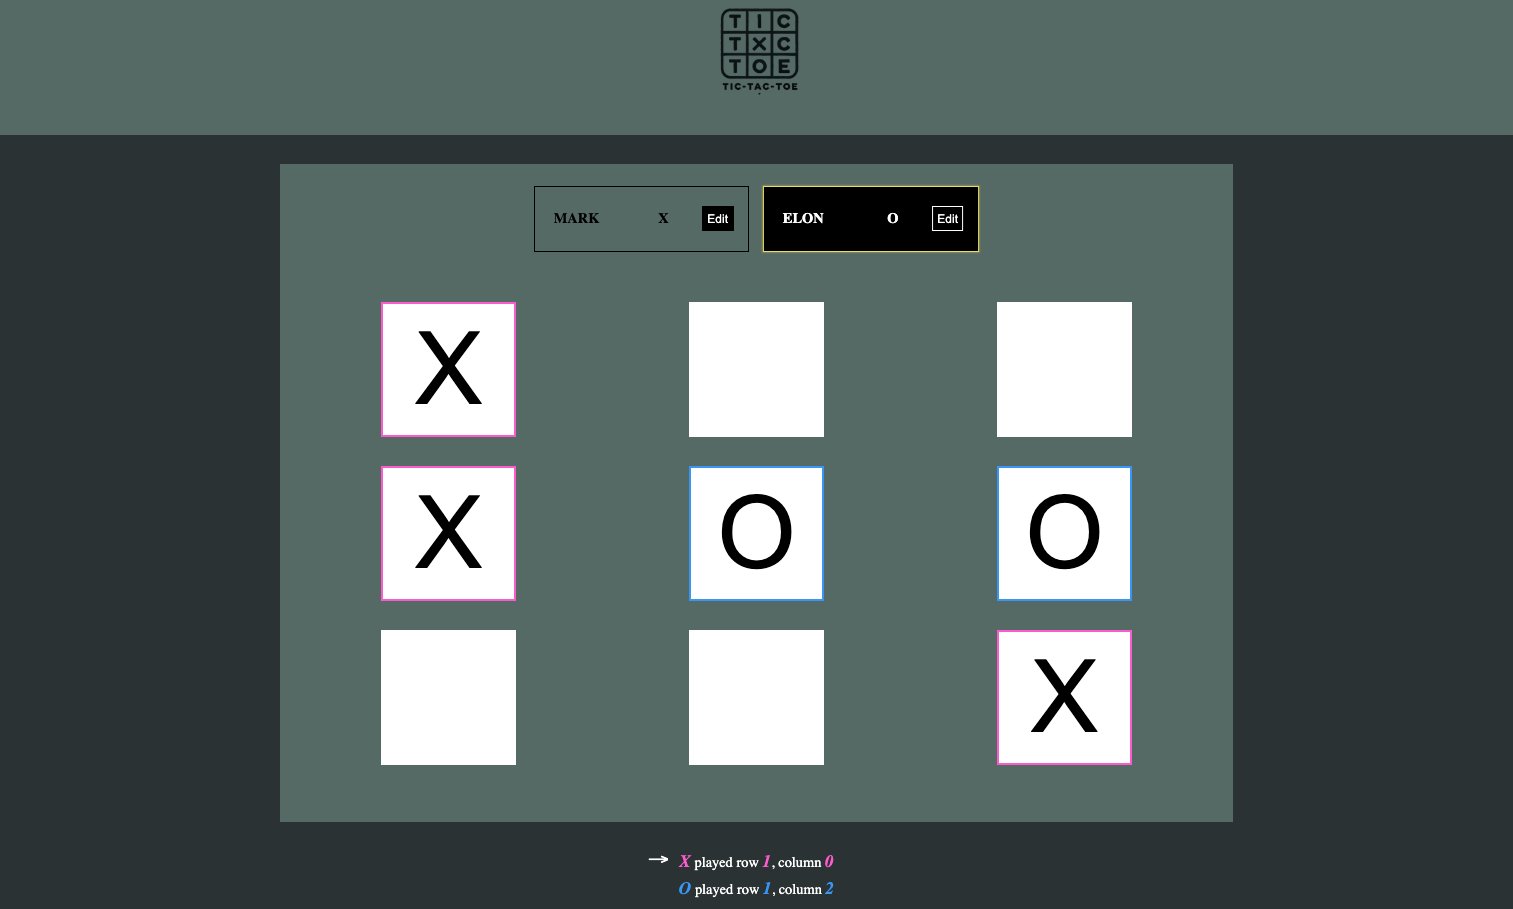 TIC
TXC
TOE
TIC-TAC-TOE
MARK X Edit ELON O Edit
X
X O O
X
→ X played row 1, column 0
O played row 1, column 2